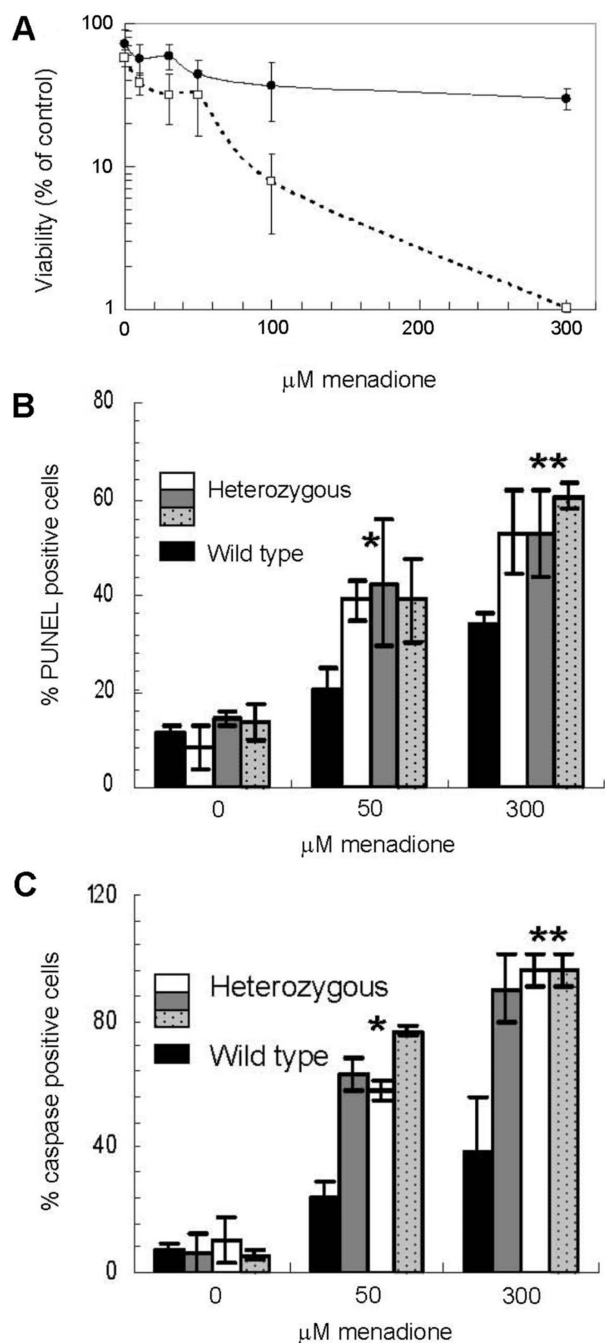 A
Viability (% of control)
100
10
1
0
100
200
300
μM menadione
B
% PUNEL positive cells
80
60
40
20
0
Heterozygous
Wild type
*
**
0
50
300
μM menadione
C
% caspase positive cells
120
80
40
0
Heterozygous
Wild type
*
**
0
50
300
μM menadione